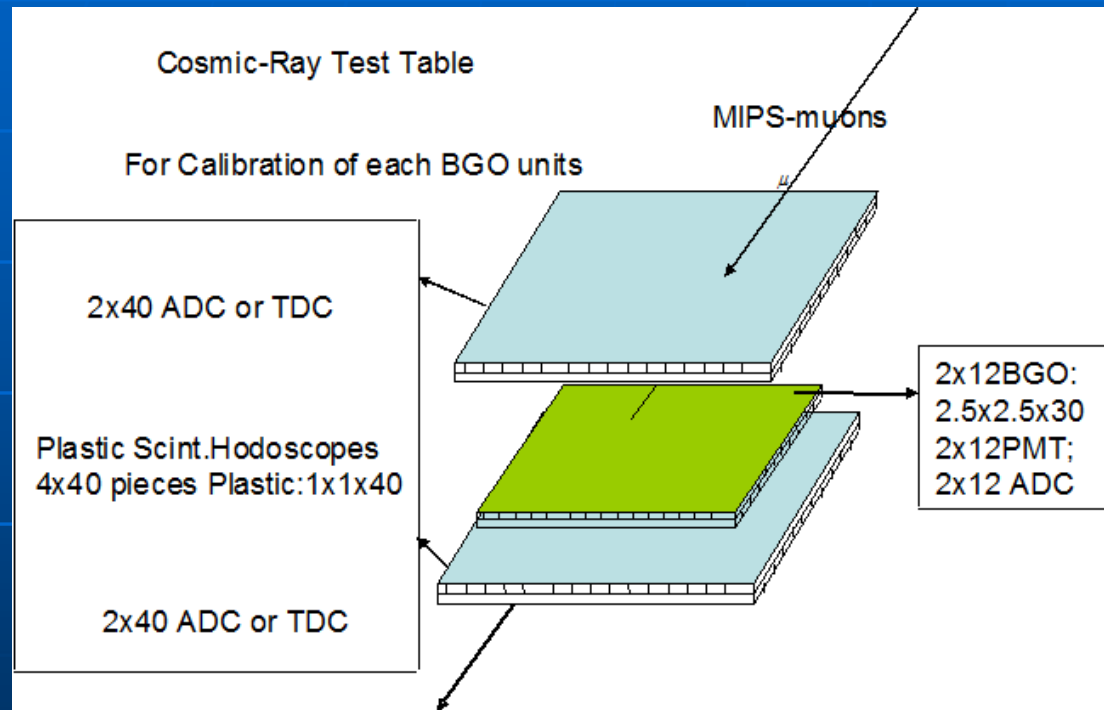 Cosmic-Ray Test Table
MIPS-muons
For Calibration of each BGO units
μ
2x40 ADC or TDC
Plastic Scint.Hodoscopes
4x40 pieces Plastic:1x1x40
2x40 ADC or TDC
2x12BGO:
2.5x2.5x30
2x12PMT;
2x12 ADC